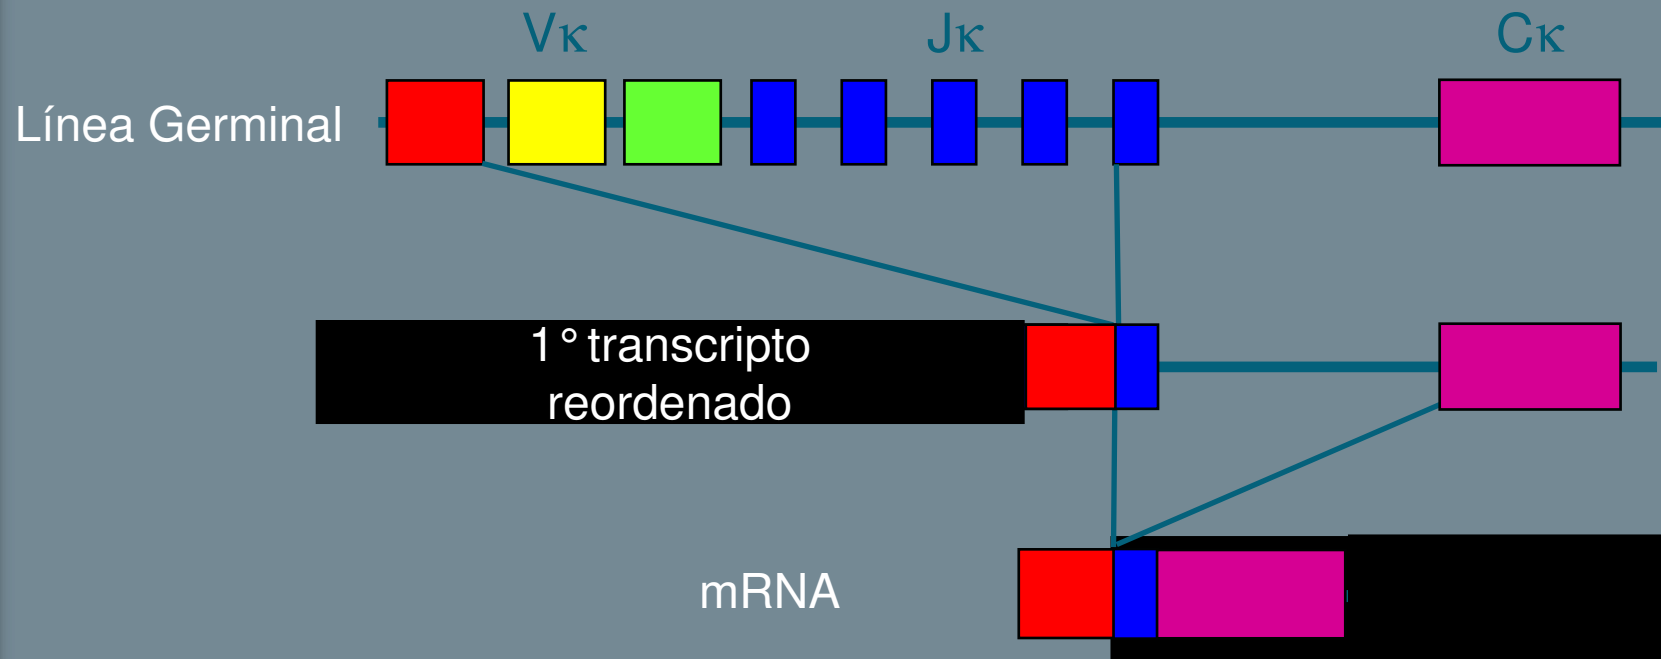 Vκ Jκ Cκ
Línea Germinal
1° transcripto
reordenado
mRNA